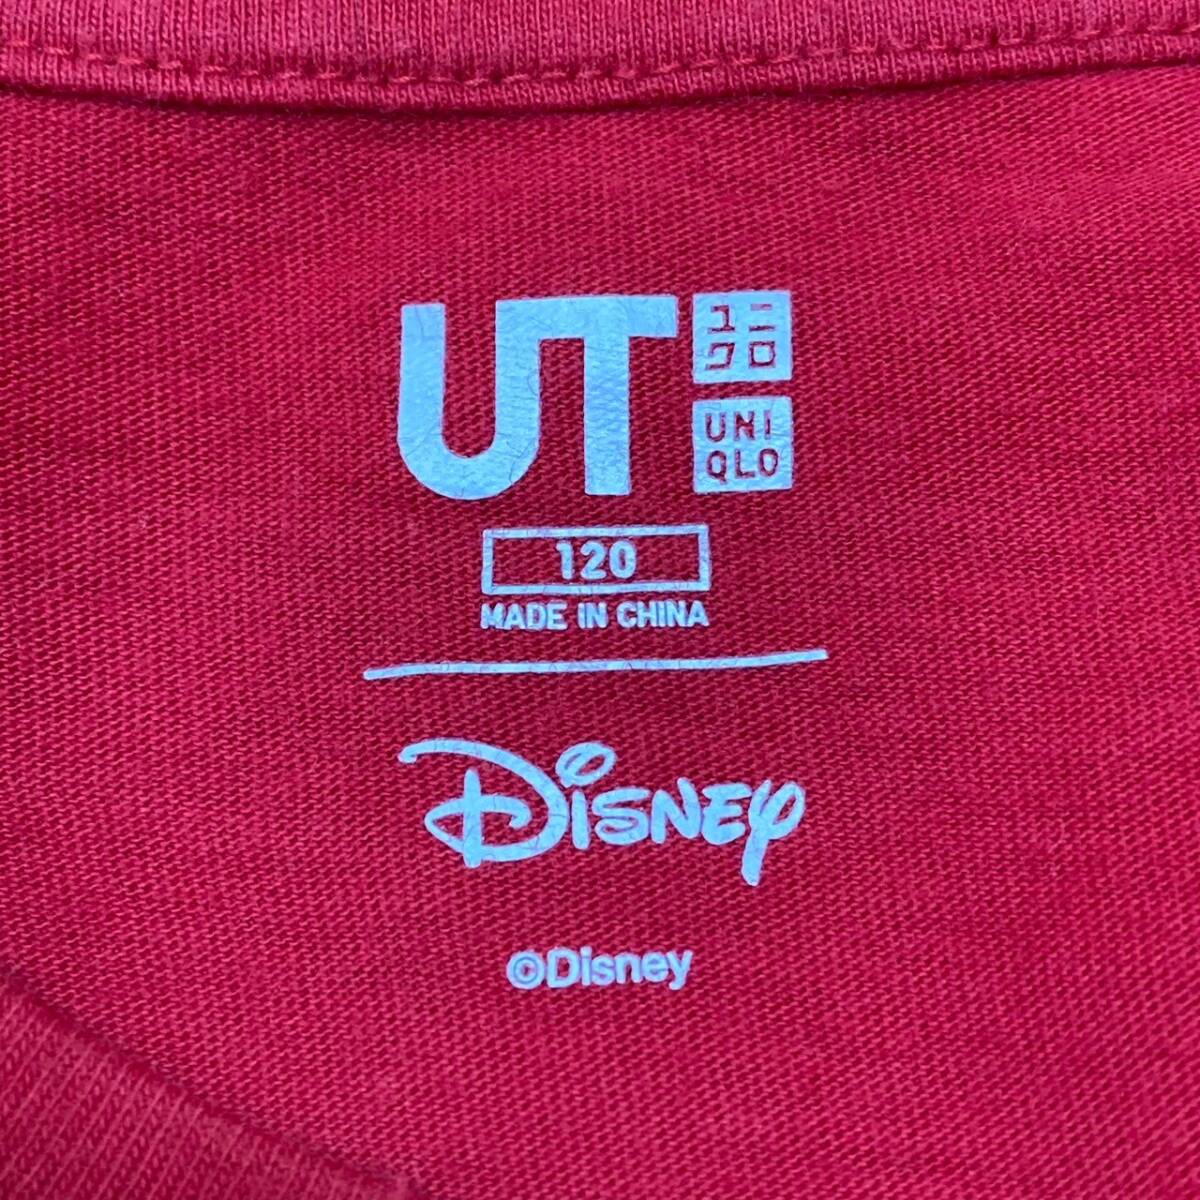 UT
ユニ
クロ
UNI
QLO
120
MADE IN CHINA
Disney
©Disney